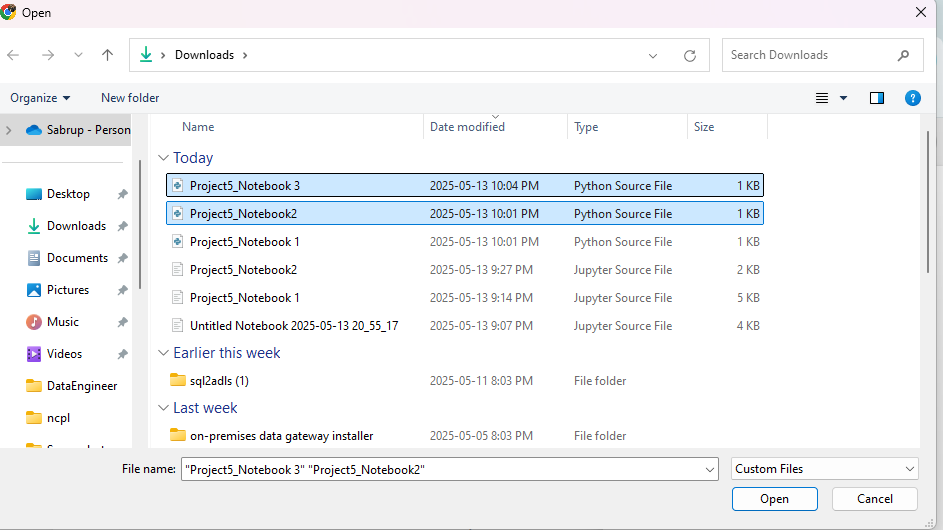 Open
Downloads
Search Downloads
Organize New folder
Sabrup - Person
Name Date modified Type Size
Today
Project5_Notebook 3 2025-05-13 10:04 PM Python Source File 1 KB
Desktop
Project5_Notebook2 2025-05-13 10:01 PM Python Source File 1 KB
Downloads
Project5_Notebook 1 2025-05-13 10:01 PM Python Source File 1 KB
Documents
Project5_Notebook2 2025-05-13 9:27 PM Jupyter Source File 2 KB
Pictures
Project5_Notebook 1 2025-05-13 9:14 PM Jupyter Source File 5 KB
Music
Untitled Notebook 2025-05-13 20_55_17 2025-05-13 9:07 PM Jupyter Source File 4 KB
Videos
Earlier this week
DataEngineer
sql2adls (1) 2025-05-11 8:03 PM File folder
Last week
ncpl
on-premises data gateway installer 2025-05-05 8:03 PM File folder
File name: "Project5_Notebook 3" "Project5_Notebook2" Custom Files
Open Cancel